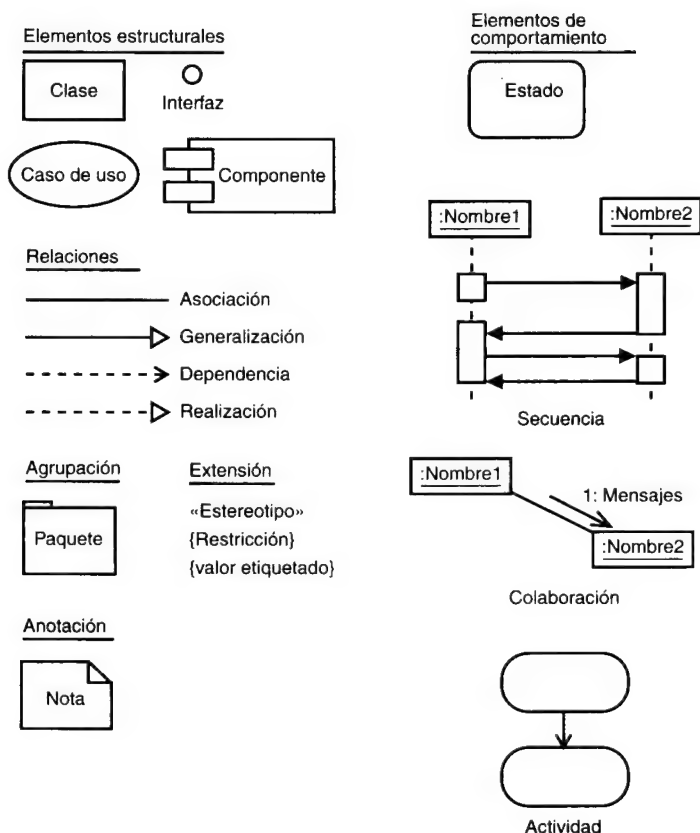 Elementos estructurales
Clase
Interfaz
Caso de uso
Componente
Relaciones
Asociación
Generalización
Dependencia
Realización
Agrupación
Paquete
Extensión
«Estereotipo»
{Restricción}
{valor etiquetado}
Anotación
Nota
Elementos de
comportamiento
Estado
:Nombre1
:Nombre2
Secuencia
:Nombre1
1: Mensajes
:Nombre2
Colaboración
Actividad